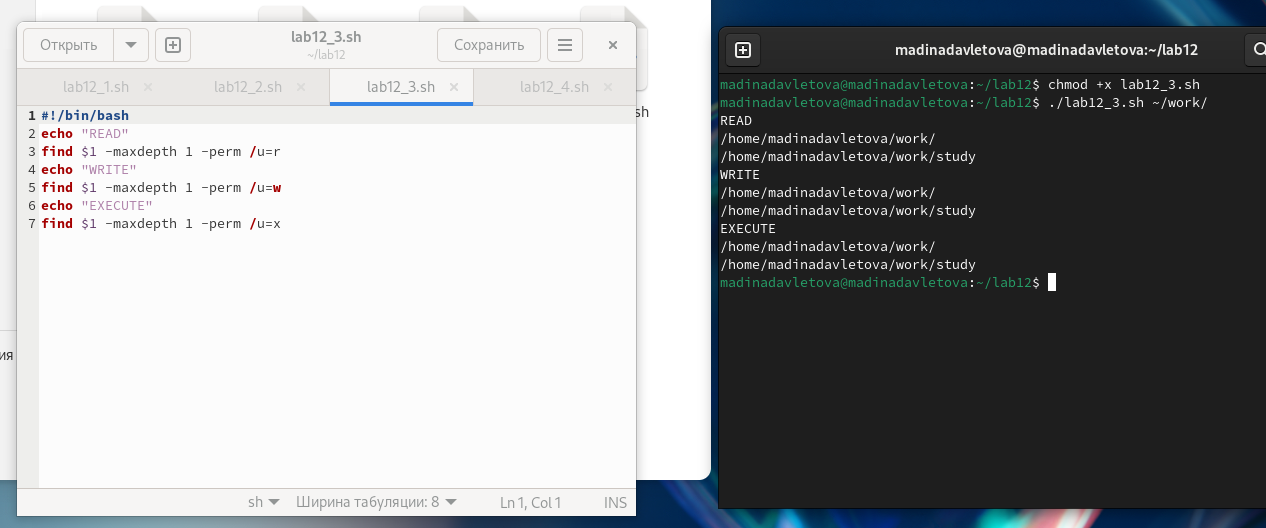 Открыть
lab12_3.sh
~/lab12
Сохранить
lab12_1.sh
lab12_2.sh
lab12_3.sh
lab12_4.sh
1 #!/bin/bash
2 echo "READ"
3 find $1 -maxdepth 1 -perm /u=r
4 echo "WRITE"
5 find $1 -maxdepth 1 -perm /u=w
6 echo "EXECUTE"
7 find $1 -maxdepth 1 -perm /u=x
sh
Ширина табуляции: 8
Ln 1, Col 1
INS
sh
ия
madinadavletova@madinadavletova:~/lab12
madinadavletova@madinadavletova:~/lab12$ chmod +x lab12_3.sh
madinadavletova@madinadavletova:~/lab12$ ./lab12_3.sh ~/work/
READ
/home/madinadavletova/work/
/home/madinadavletova/work/study
WRITE
/home/madinadavletova/work/
/home/madinadavletova/work/study
EXECUTE
/home/madinadavletova/work/
/home/madinadavletova/work/study
madinadavletova@madinadavletova:~/lab12$